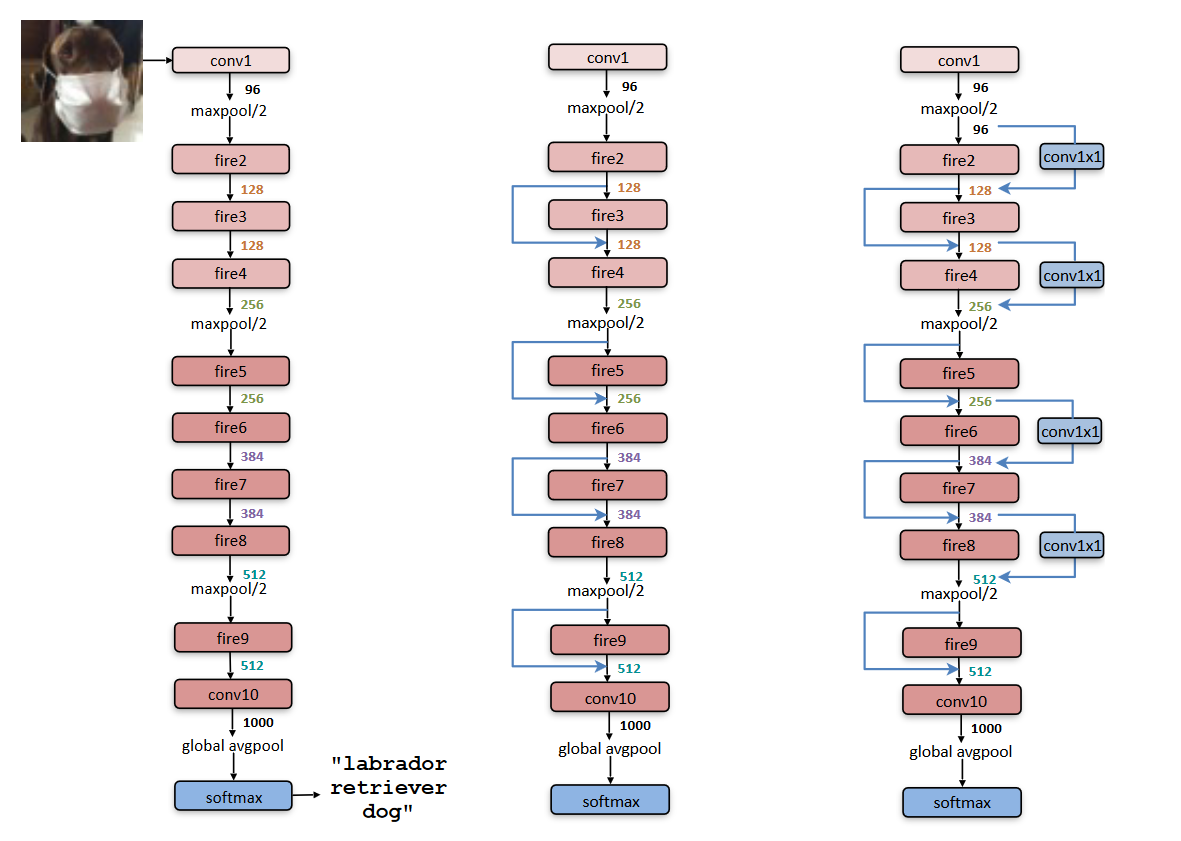 conv1
96
maxpool/2
fire2
128
fire3
128
fire4
256
maxpool/2
fire5
256
fire6
384
fire7
384
fire8
512
maxpool/2
fire9
512
conv10
1000
global avgpool
softmax
"labrador
retriever
dog"
conv1
96
maxpool/2
fire2
128
fire3
128
fire4
256
maxpool/2
fire5
256
fire6
384
fire7
384
fire8
512
maxpool/2
fire9
512
conv10
1000
global avgpool
softmax
conv1
96
maxpool/2
96
conv1x1
fire2
128
fire3
128
fire4
conv1x1
256
maxpool/2
fire5
256
fire6
conv1x1
384
fire7
384
fire8
conv1x1
512
maxpool/2
fire9
512
conv10
1000
global avgpool
softmax